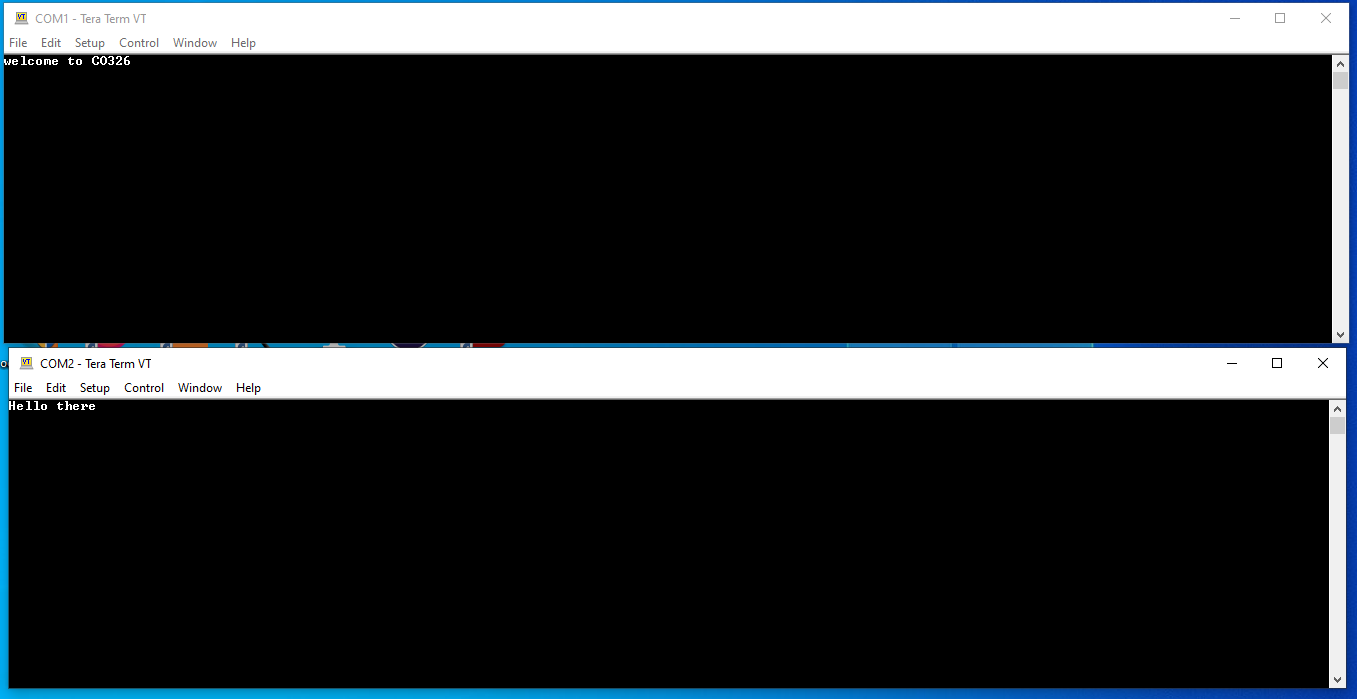 COM1 - Tera Term VT
File Edit Setup Control Window Help
welcome to CO326
COM2 - Tera Term VT
File Edit Setup Control Window Help
Hello there